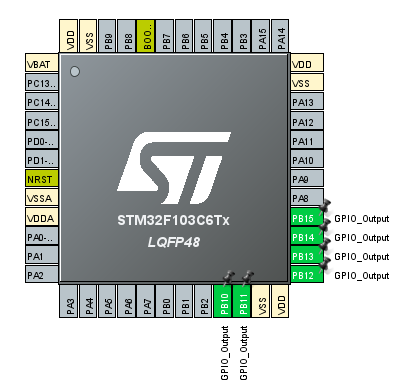 VDD
VSS
PB9
PB8
BOO..
PB7
PB6
PB5
PB4
PB3
PA15
PA14
VBAT
PC13..
PC14..
PC15..
PD0-..
PD1-..
NRST
VSSA
VDDA
PA0-..
PA1
PA2
ST
STM32F103C6Tx
LQFP48
VDD
VSS
PA13
PA12
PA11
PA10
PA9
PA8
PB15 GPIO_Output
PB14 GPIO_Output
PB13 GPIO_Output
PB12 GPIO_Output
PA3
PA4
PA5
PA6
PA7
PB0
PB1
PB2
PB10
PB11
VSS
VDD
GPIO_Output
GPIO_Output